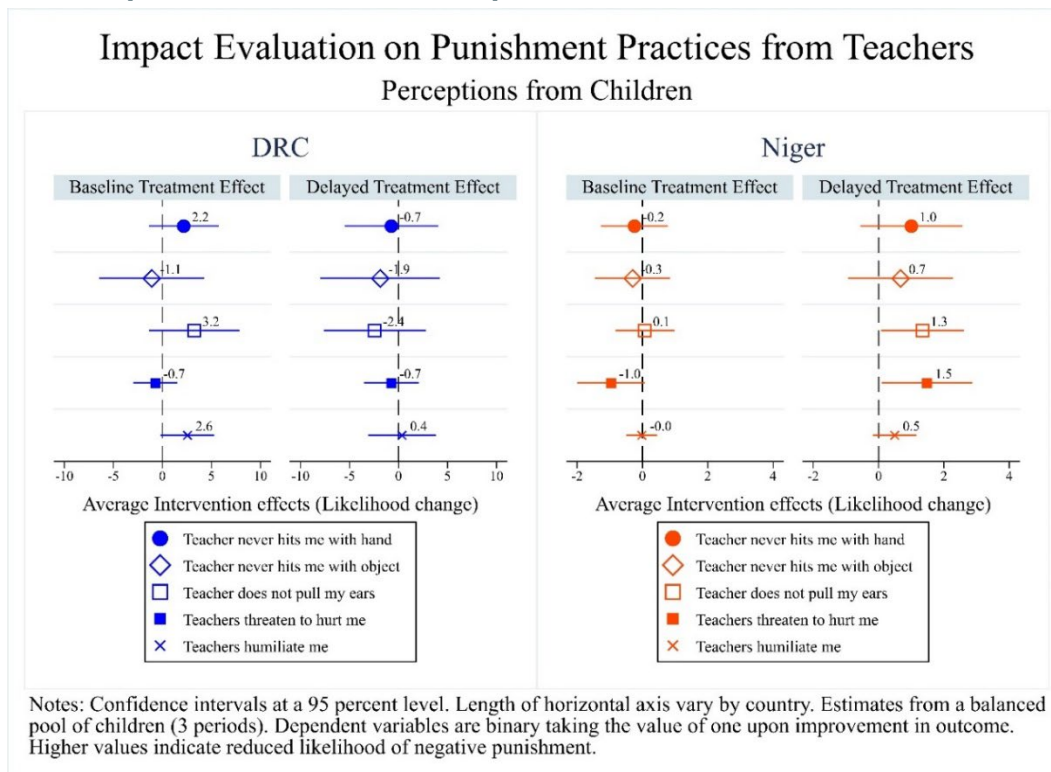 Impact Evaluation on Punishment Practices from Teachers
Perceptions from Children
DRC
Baseline Treatment Effect
Delayed Treatment Effect
2.2
-0.7
-1.1
-1.9
3.2
-2.4
-0.7
-0.7
2.6
0.4
-10 -5 0 5 10
-10 -5 0 5 10
Average Intervention effects (Likelihood change)
Teacher never hits me with hand
Teacher never hits me with object
Teacher does not pull my ears
Teachers threaten to hurt me
Teachers humiliate me
Niger
Baseline Treatment Effect
Delayed Treatment Effect
-0.2
1.0
-0.3
0.7
0.1
1.3
-1.0
1.5
-0.0
0.5
-2 0 2 4
-2 0 2 4
Average Intervention effects (Likelihood change)
Teacher never hits me with hand
Teacher never hits me with object
Teacher does not pull my ears
Teachers threaten to hurt me
Teachers humiliate me
Notes: Confidence intervals at a 95 percent level. Length of horizontal axis vary by country. Estimates from a balanced
pool of children (3 periods). Dependent variables are binary taking the value of one upon improvement in outcome.
Higher values indicate reduced likelihood of negative punishment.